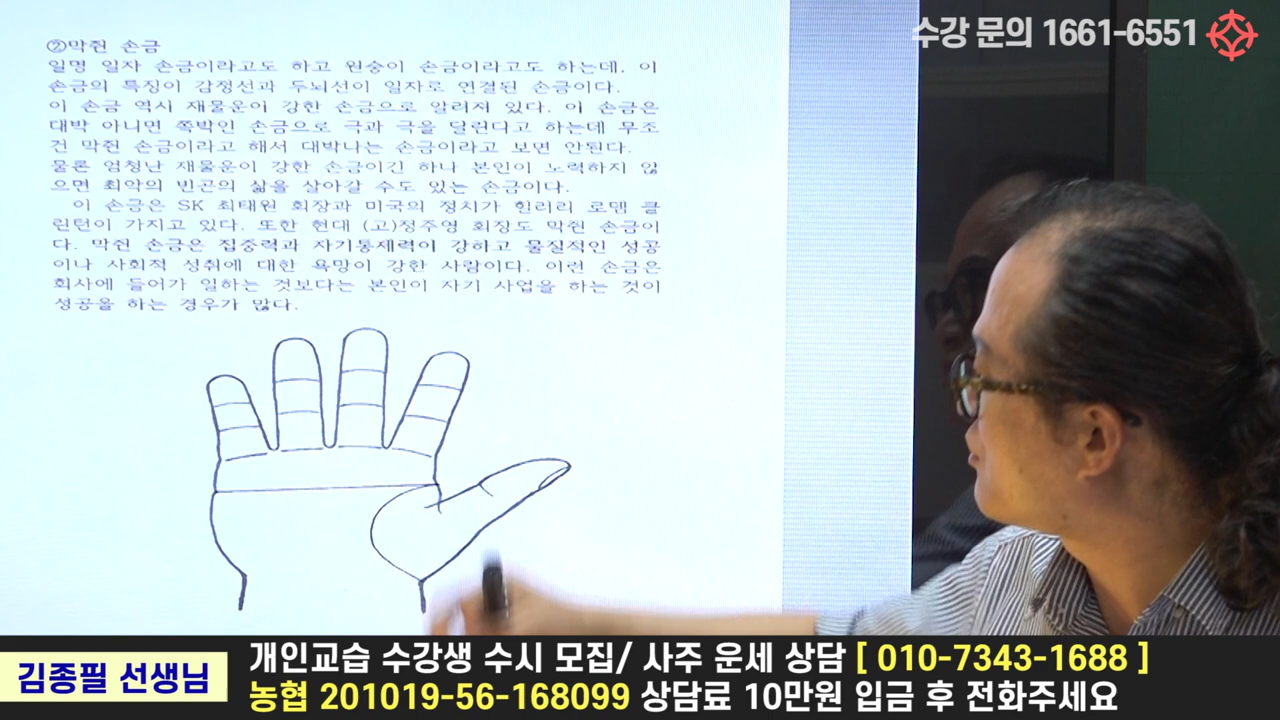 수강 문의 1661-6551
②막쥔 손금
일명 일자 손금이라고도 하고 원숭이 손금이라고도 하는데, 이
손금의 특징이 감정선과 두뇌선이 일자로 연결된 손금이다.
이 손금 역시 재물운이 강한 손금으로 알려져 있다. 이 손금은
대박 아니면 쪽박인 손금으로 극과 극을 달린다고 하는데 무조
건 막쥔 손금이라고 해서 대박나는 손금이라고 보면 안된다.
물론 엄청난 재물운이 강한 손금이긴 하나 본인이 노력하지 않
으면 최악의 빈곤의 삶을 살아갈 수도 있는 손금이다.
이 손금은 SK 최태원 회장과 미국의 정치가 힐러리 로뎀 클
린턴이 가지고 있다. 또한 현대 (고)정주영 회장도 막쥔 손금이
다. 막쥔 손금은 집중력과 자기통제력이 강하고 물질적인 성공
이나 사회적 성취에 대한 욕망이 강한 사람이다. 이런 손금은
회사에 들어가 일하는 것보다는 본인이 자기 사업을 하는 것이
성공을 하는 경우가 많다.
김종필 선생님
개인교습 수강생 수시 모집/ 사주 운세 상담 [ 010-7343-1688 ]
농협 201019-56-168099 상담료 10만원 입금 후 전화주세요